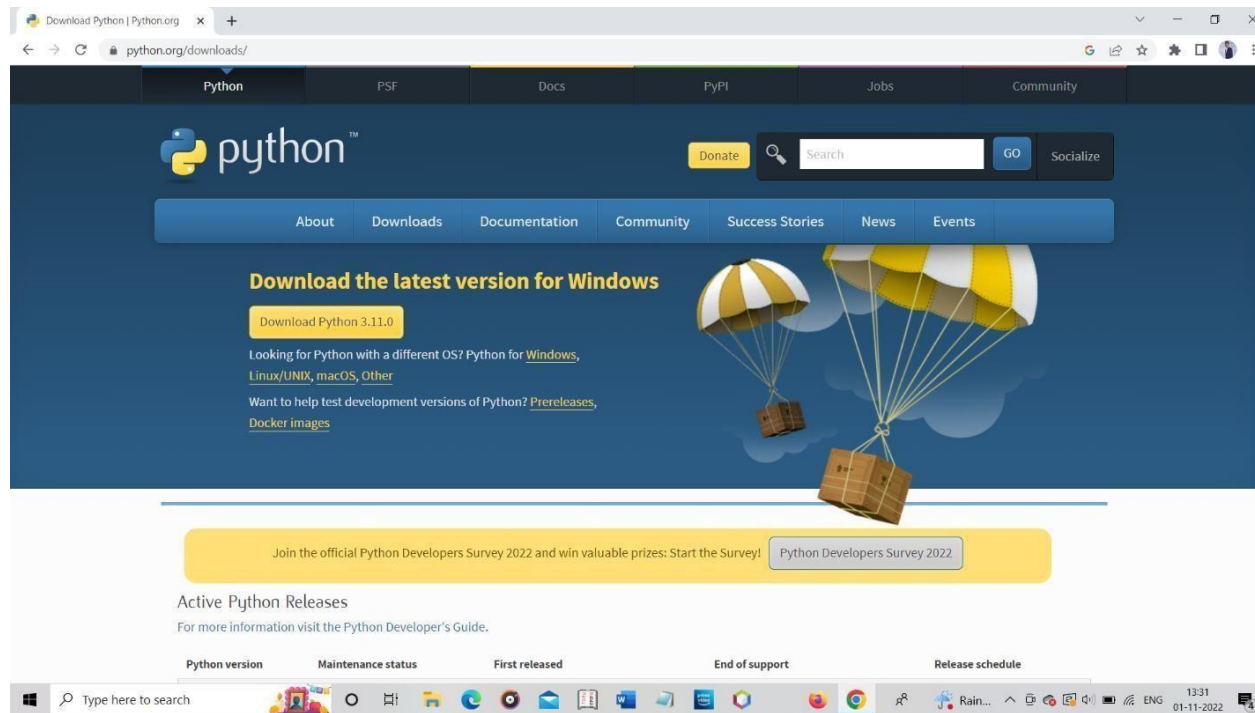 Download Python | Python.org
python.org/downloads/
Python PSF Docs PyPI Jobs Community
python™
Donate Search GO Socialize
About Downloads Documentation Community Success Stories News Events
Download the latest version for Windows
Download Python 3.11.0
Looking for Python with a different OS? Python for Windows,
Linux/UNIX, macOS, Other
Want to help test development versions of Python? Prereleases,
Docker images
Join the official Python Developers Survey 2022 and win valuable prizes: Start the Survey! Python Developers Survey 2022
Active Python Releases
For more information visit the Python Developer's Guide.
Python version Maintenance status First released End of support Release schedule
Type here to search Rain... ENG 13:31
01-11-2022